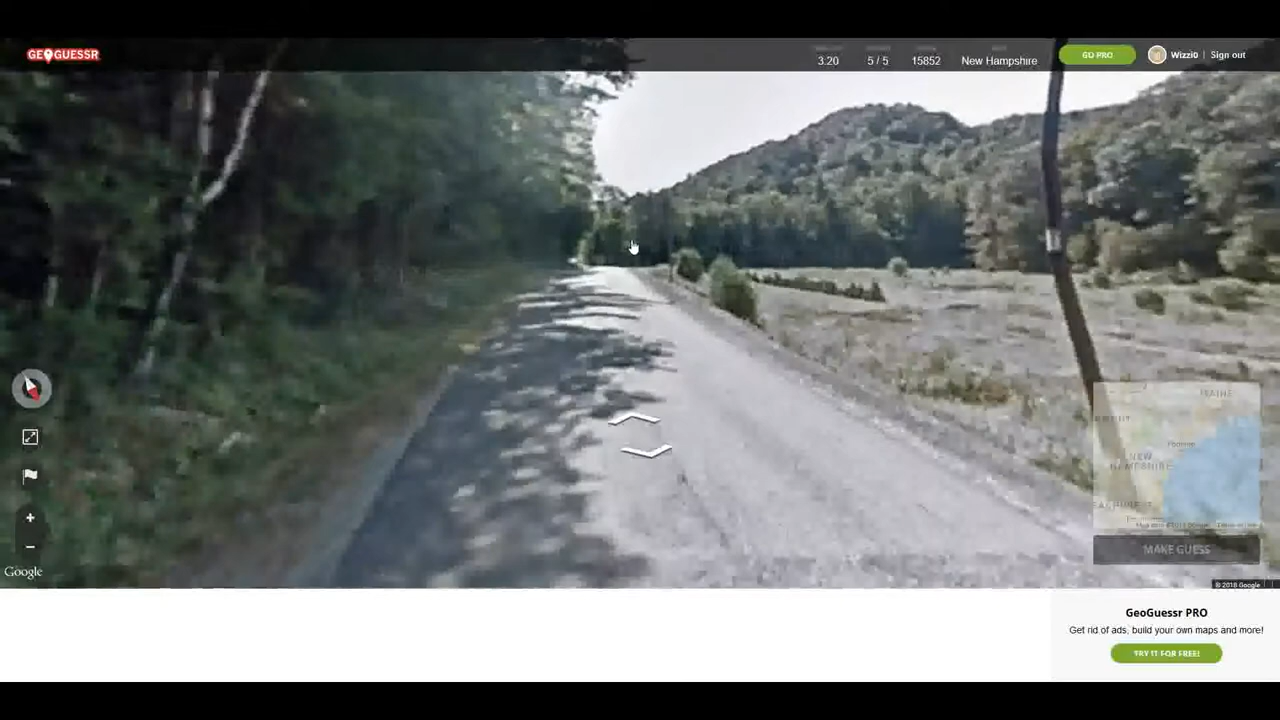 GEOGUESSR
3:20
5 / 5
15852
New Hampshire
GO PRO
Wizzi0 | Sign out
MAINE
NEW
HAMPSHIRE
MAKE GUESS
Google
© 2018 Google
GeoGuessr PRO
Get rid of ads, build your own maps and more!
TRY IT FOR FREE!